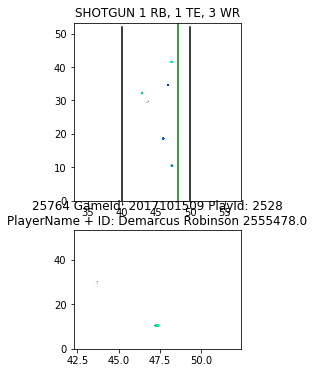 SHOTGUN 1 RB, 1 TE, 3 WR
50
40
30
20
10
0
35 40 45 50 55
25764 GameId: 2017101509 PlayId: 2528
PlayerName + ID: Demarcus Robinson 2555478.0
40
20
0
42.5 45.0 47.5 50.0